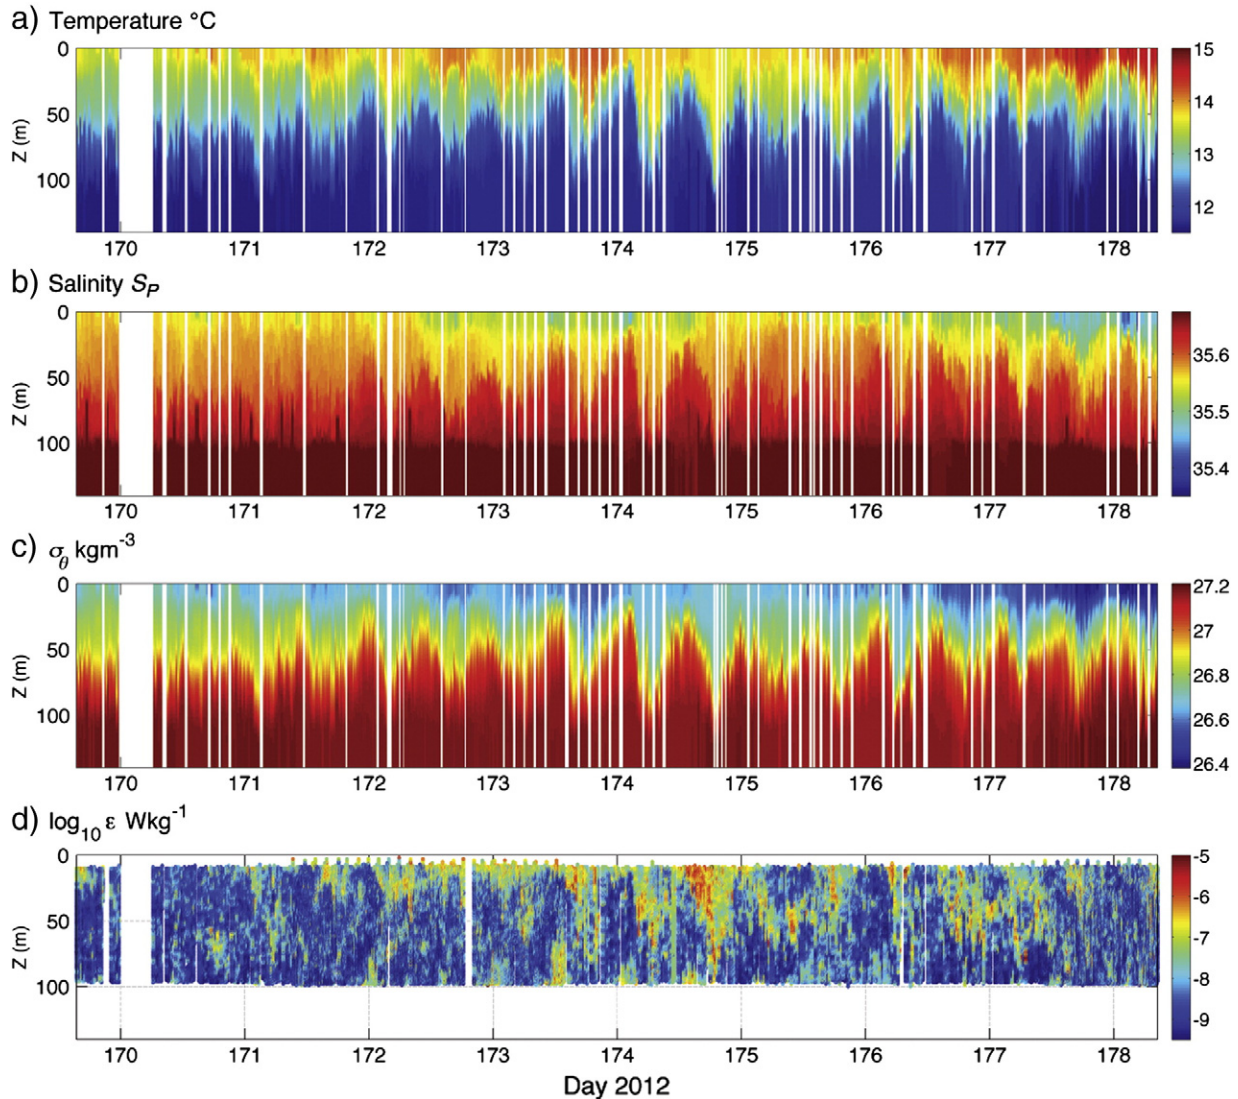 a) Temperature °C
0
50
100
Z (m)
170 171 172 173 174 175 176 177 178
15
14
13
12
b) Salinity S_P
0
50
100
Z (m)
170 171 172 173 174 175 176 177 178
35.6
35.5
35.4
c) σ_θ kgm⁻³
0
50
100
Z (m)
170 171 172 173 174 175 176 177 178
27.2
27
26.8
26.6
26.4
d) log₁₀ ε Wkg⁻¹
0
50
100
Z (m)
170 171 172 173 174 175 176 177 178
-5
-6
-7
-8
-9
Day 2012